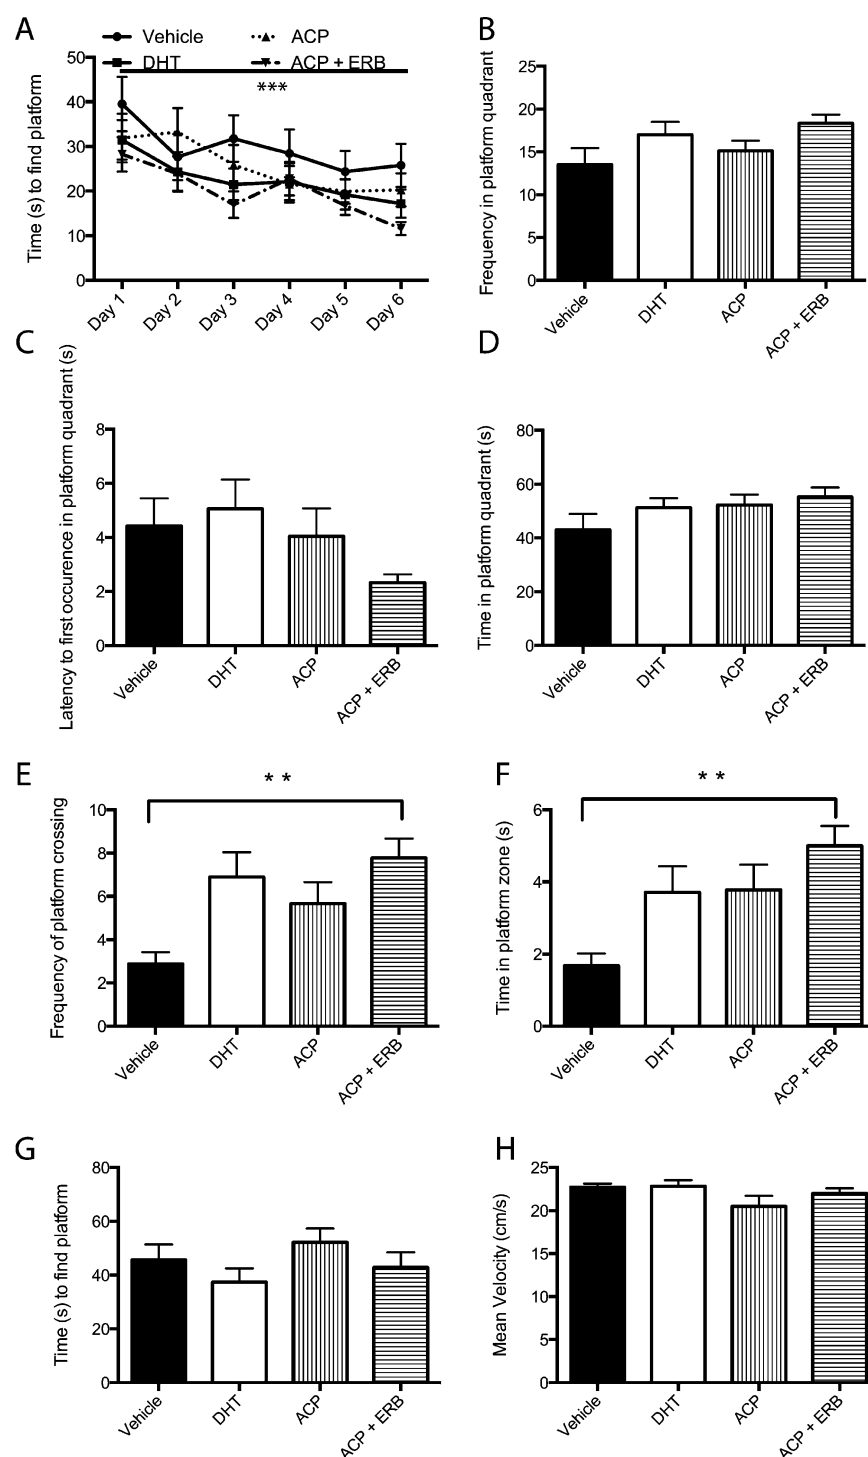 A
Vehicle
ACP
DHT
ACP + ERB
***
Time (s) to find platform
50
40
30
20
10
0
Day 1
Day 2
Day 3
Day 4
Day 5
Day 6
B
Frequency in platform quadrant
25
20
15
10
5
0
Vehicle
DHT
ACP
ACP + ERB
C
Latency to first occurence in platform quadrant (s)
8
6
4
2
0
Vehicle
DHT
ACP
ACP + ERB
D
Time in platform quadrant (s)
80
60
40
20
0
Vehicle
DHT
ACP
ACP + ERB
E
* *
Frequency of platform crossing
10
8
6
4
2
0
Vehicle
DHT
ACP
ACP + ERB
F
* *
Time in platform zone (s)
6
4
2
0
Vehicle
DHT
ACP
ACP + ERB
G
Time (s) to find platform
80
60
40
20
0
Vehicle
DHT
ACP
ACP + ERB
H
Mean Velocity (cm/s)
25
20
15
10
5
0
Vehicle
DHT
ACP
ACP + ERB